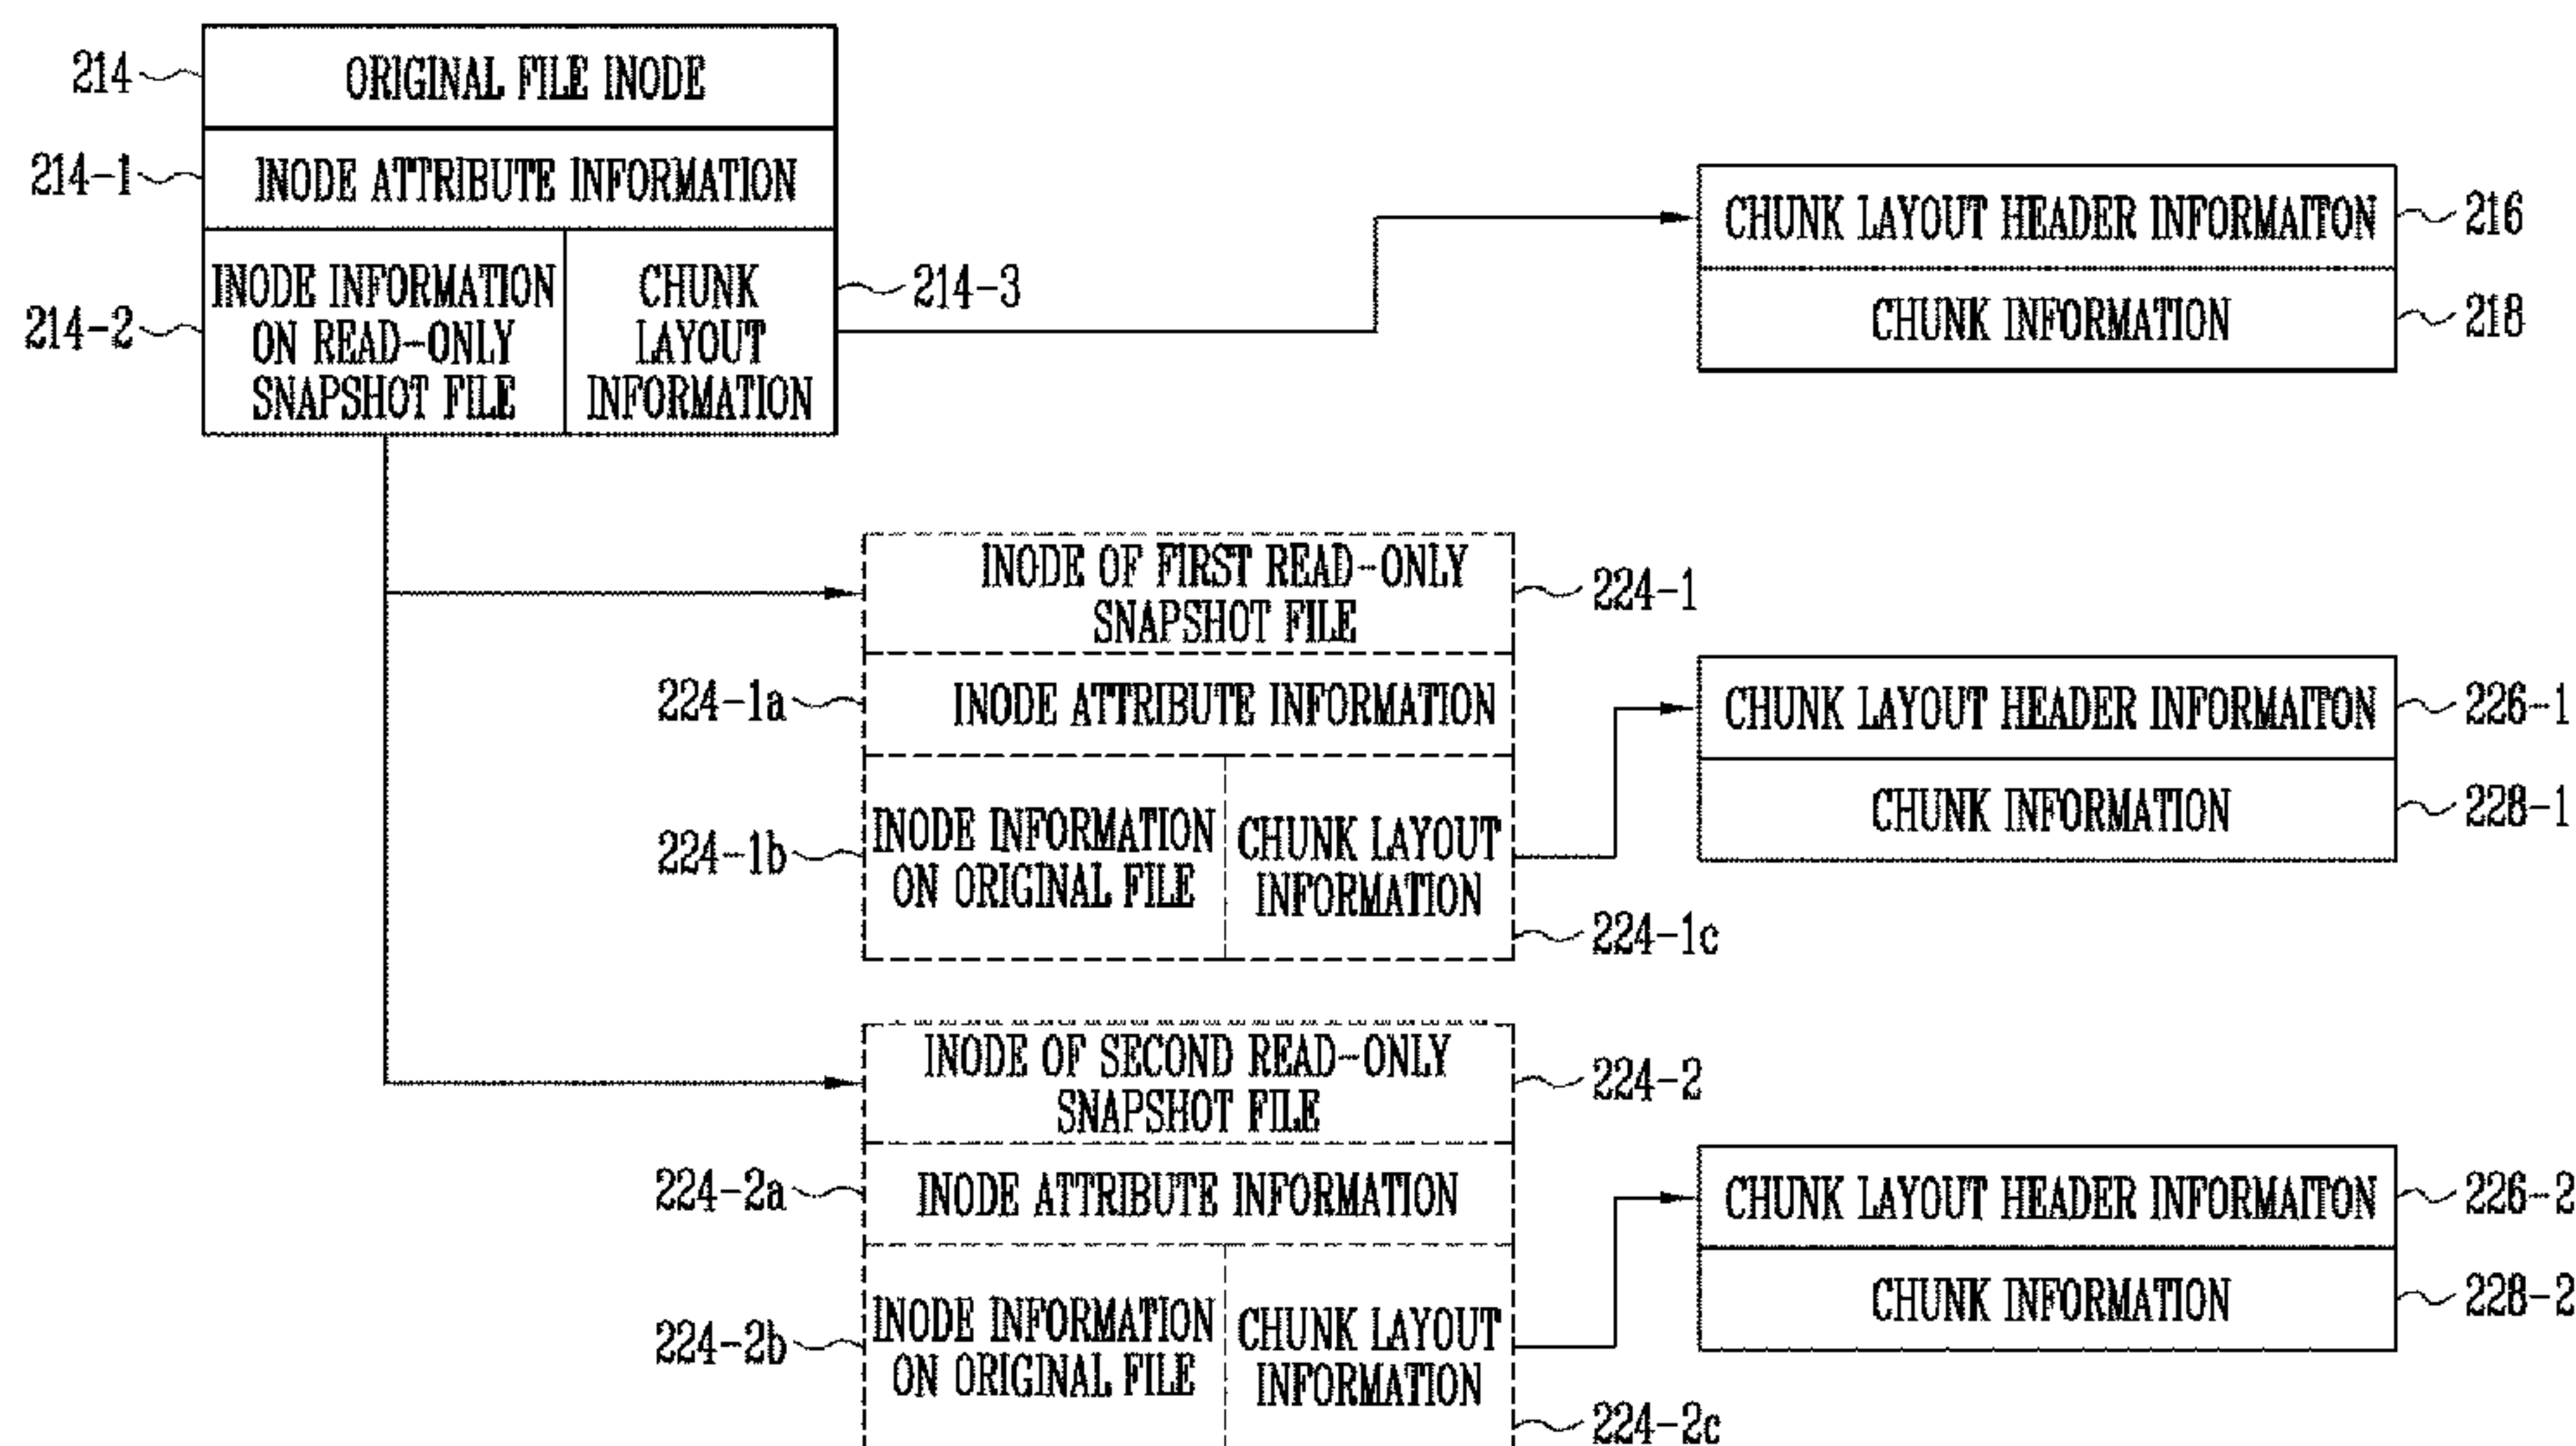 214
ORIGINAL FILE INODE
214-1
INODE ATTRIBUTE INFORMATION
214-2
INODE INFORMATION
ON READ-ONLY
SNAPSHOT FILE
CHUNK
LAYOUT
INFORMATION
214-3
CHUNK LAYOUT HEADER INFORMAITON
216
CHUNK INFORMATION
218
INODE OF FIRST READ-ONLY
SNAPSHOT FILE
224-1
224-1a
INODE ATTRIBUTE INFORMATION
224-1b
INODE INFORMATION
ON ORIGINAL FILE
CHUNK LAYOUT
INFORMATION
224-1c
CHUNK LAYOUT HEADER INFORMAITON
226-1
CHUNK INFORMATION
228-1
INODE OF SECOND READ-ONLY
SNAPSHOT FILE
224-2
224-2a
INODE ATTRIBUTE INFORMATION
224-2b
INODE INFORMATION
ON ORIGINAL FILE
CHUNK LAYOUT
INFORMATION
224-2c
CHUNK LAYOUT HEADER INFORMAITON
226-2
CHUNK INFORMATION
228-2